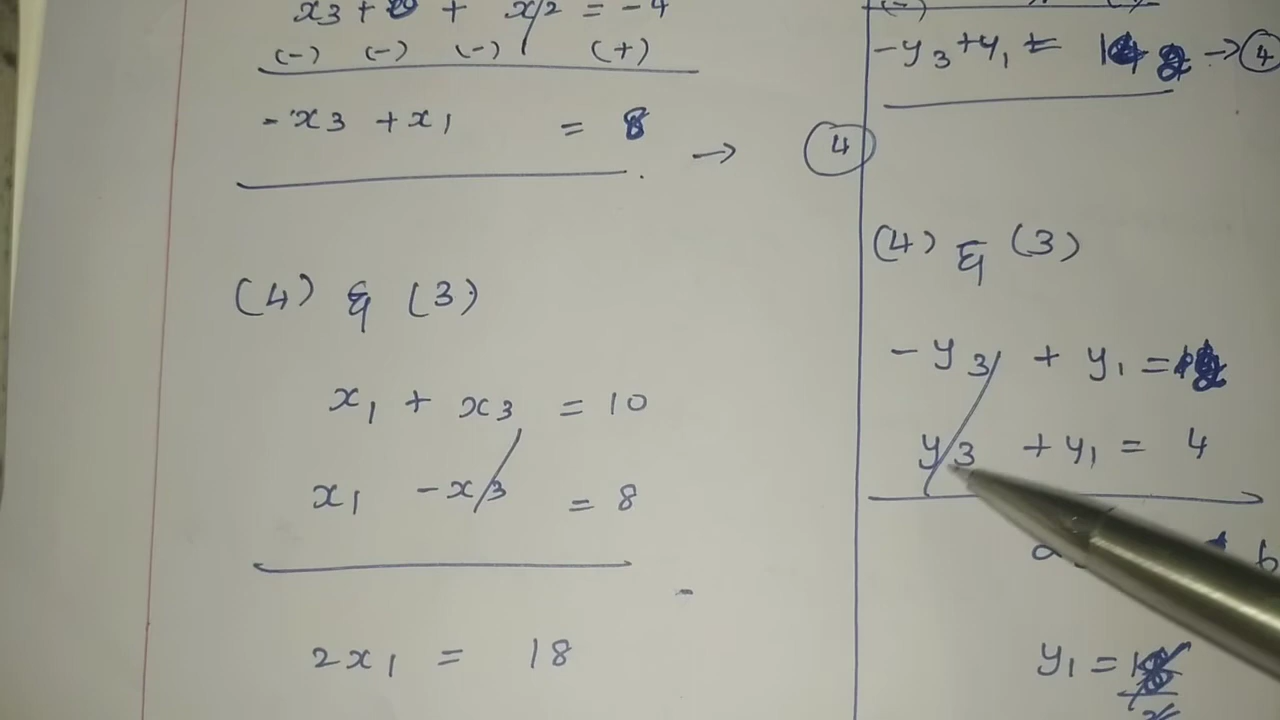 x3 + + x2 = -4
(-) (-) (-) (+)
-x3 + x1 = 8
→ (4)
(4) & (3)
x1 + x3 = 10
x1 - x3 = 8
2x1 = 18
-y3 + y1 = → (4)
(4) & (3)
-y3 + y1 =
y3 + y1 = 4
y1 =